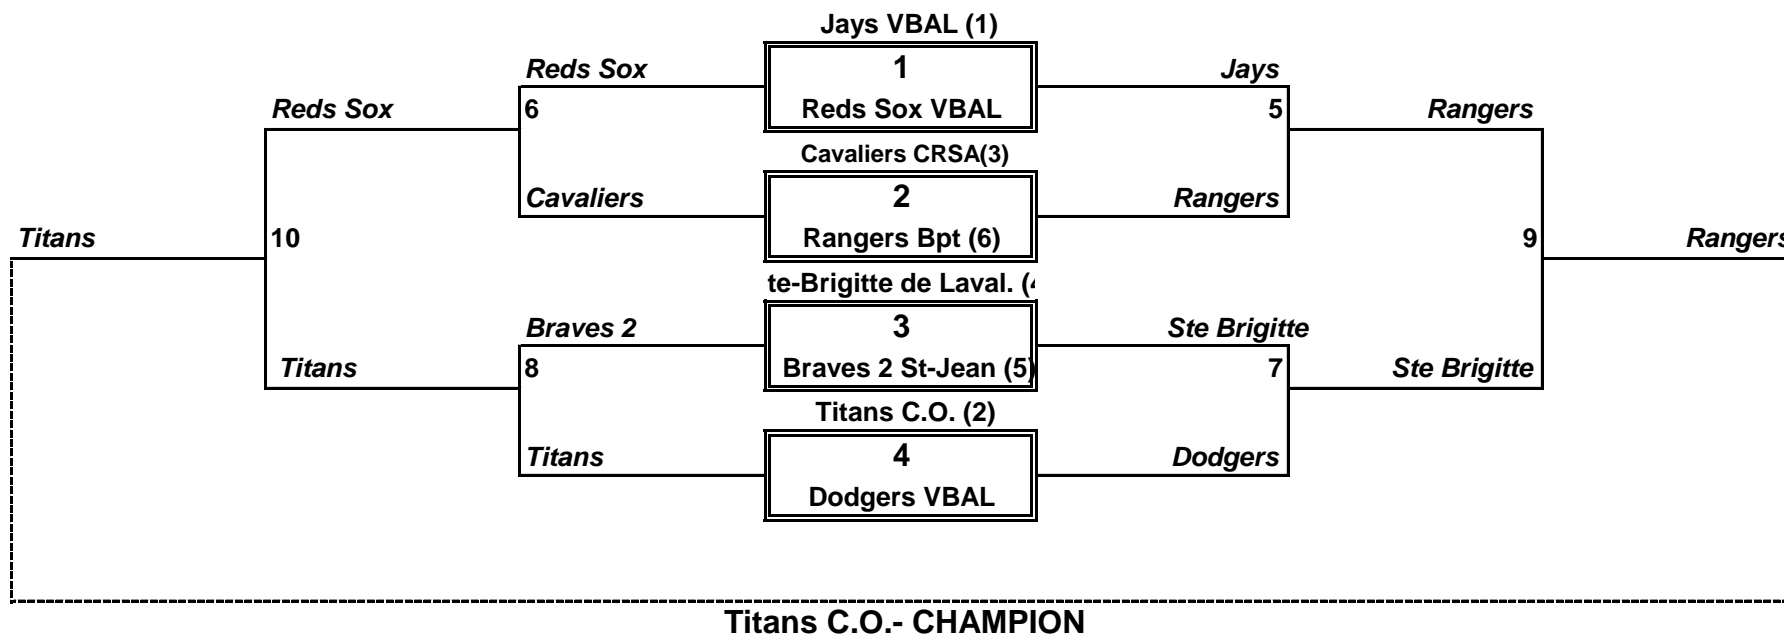 Jays VBAL (1)
Reds Sox 1 Jays
Reds Sox 6 Reds Sox VBAL 5 Rangers
Cavaliers CRSA(3)
Cavaliers 2 Rangers
Titans 10 Rangers Bpt (6) 9 Rangers
te-Brigitte de Laval. (4
Braves 2 3 Ste Brigitte
Titans 8 Braves 2 St-Jean (5) 7 Ste Brigitte
Titans C.O. (2)
Titans 4 Dodgers
Dodgers VBAL
Titans C.O.- CHAMPION